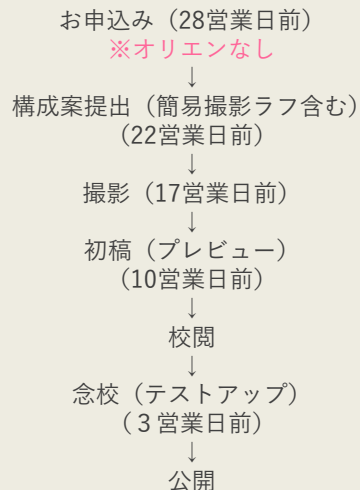 お申込み（28営業日前）
※オリエンなし
↓
構成案提出（簡易撮影ラフ含む）
（22営業日前）
↓
撮影（17営業日前）
↓
初稿（プレビュー）
（10営業日前）
↓
校閲
↓
念校（テストアップ）
（３営業日前）
↓
公開